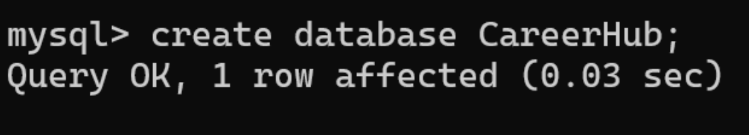 mysql> create database CareerHub;
Query OK, 1 row affected (0.03 sec)